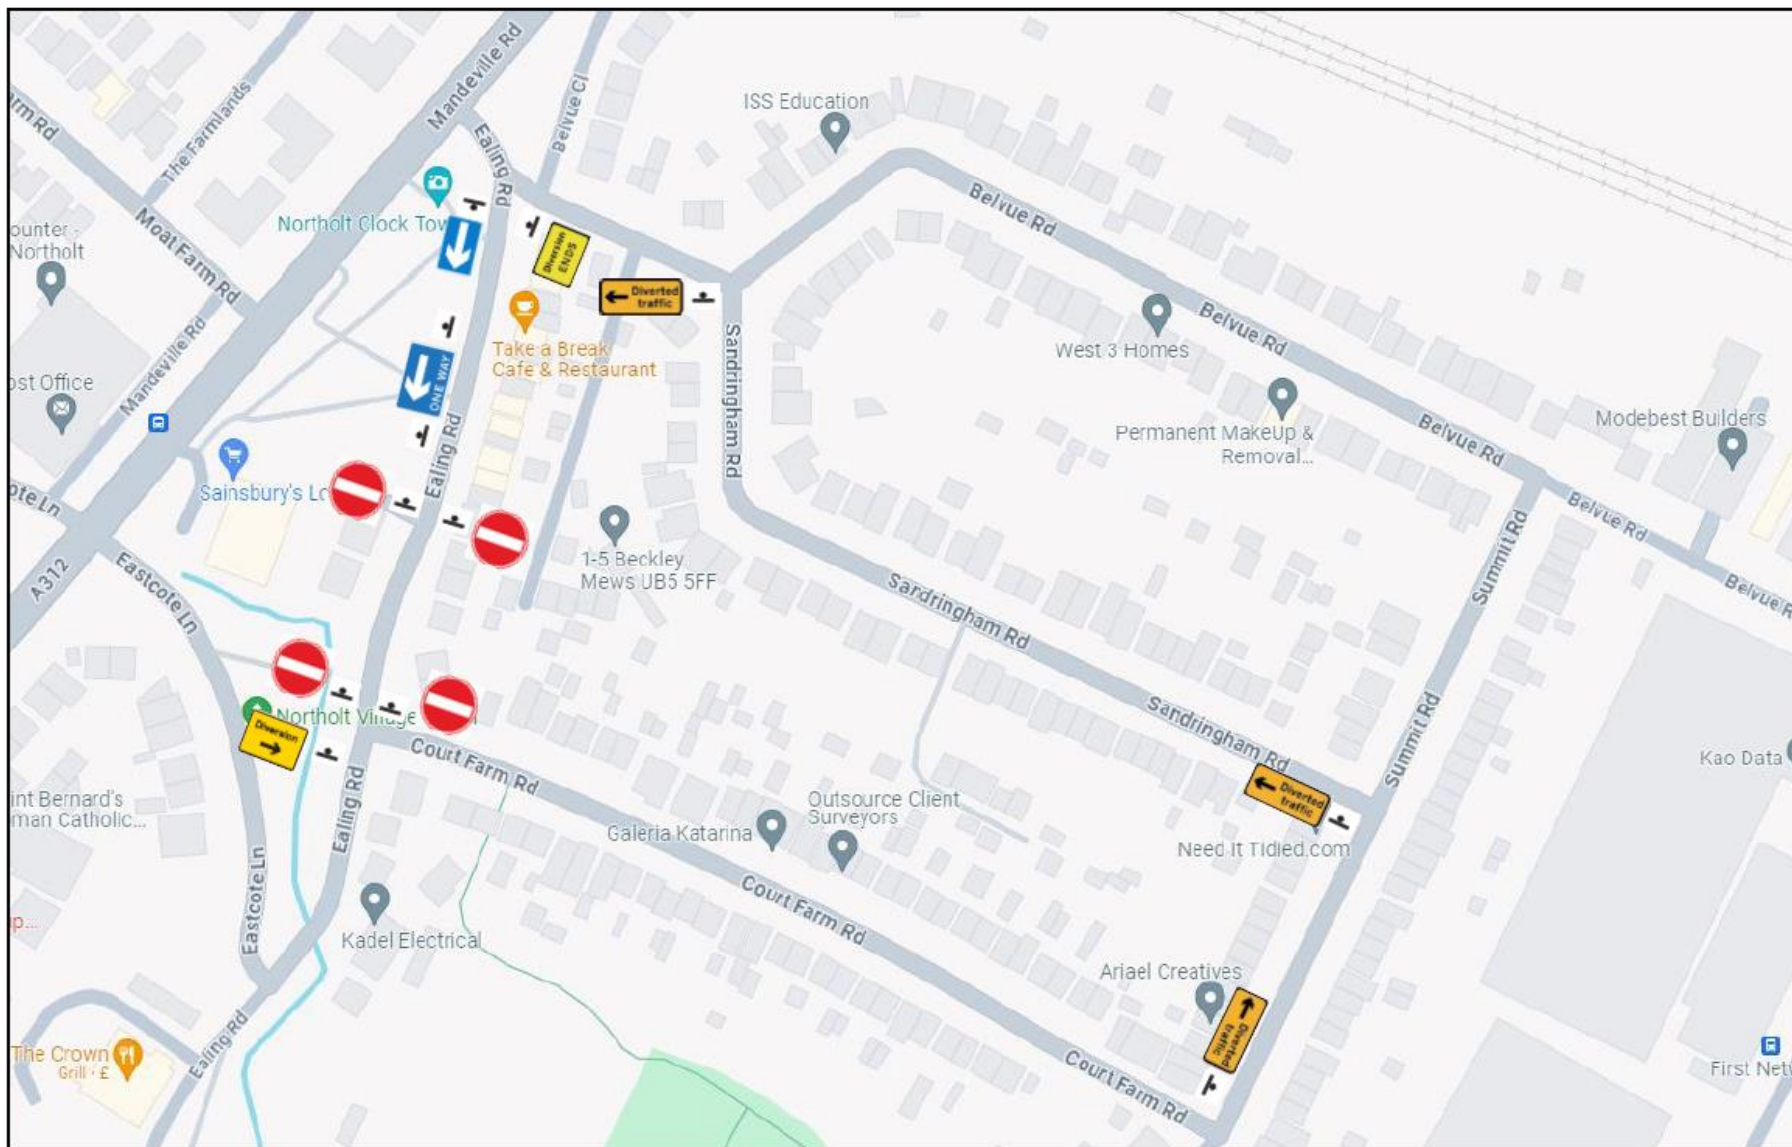 Mandeville Rd
Belvue Cl
ISS Education
Ealing Rd
The Farmlands
Northolt Clock Tow
Moat Farm Rd
ounter -
Northolt
Belvue Rd
Diversion
ENDS
Diverted
traffic
Take a Break
Cafe & Restaurant
ONE WAY
West 3 Homes
Belvue Rd
Mandeville Rd
ost Office
Sandringham Rd
Permanent MakeUp &
Removal...
Belvue Rd
Modebest Builders
Ealing Rd
Sainsbury's Lo
ote Ln
A312
Eastcote Ln
1-5 Beckley
Mews UB5 5FF
Sandringham Rd
Summit Rd
Belvue Rd
Belvue R
Northolt Village
Diversion
Court Farm Rd
Sandringham Rd
Summit Rd
Kao Data
Diverted
traffic
Need It Tidied.com
int Bernard's
man Catholic...
Ealing Rd
Galeria Katarina
Outsource Client
Surveyors
Eastcote Ln
Kadel Electrical
Court Farm Rd
Ariael Creatives
Diverted
traffic
The Crown
Grill · £
Ealing Rd
Court Farm Rd
First Net